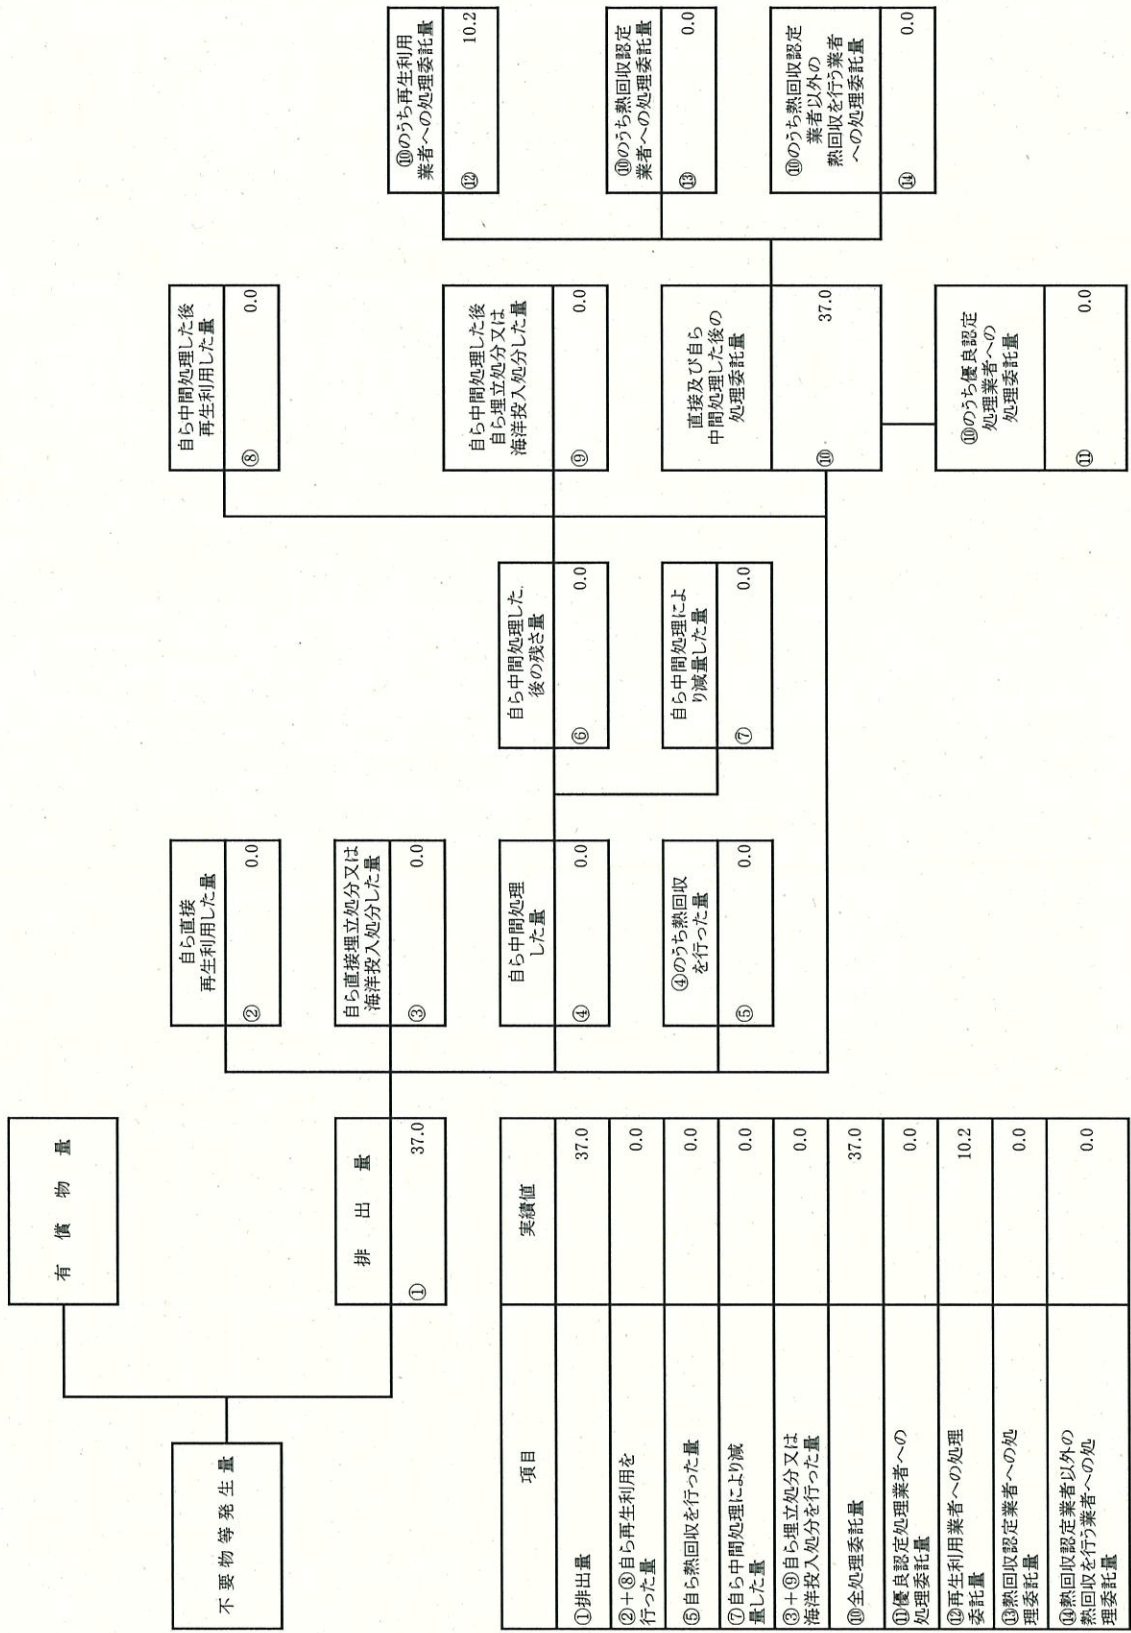 不要物等発生量
有償物量
排出量
① 37.0
自ら直接
再生利用した量
② 0.0
自ら直接埋立処分又は
海洋投入処分した量
③ 0.0
自ら中間処理
した量
④ 0.0
④のうち熱回収
を行った量
⑤ 0.0
自ら中間処理した
後の残さ量
⑥ 0.0
自ら中間処理によ
り減量した量
⑦ 0.0
自ら中間処理した後
再生利用した量
⑧ 0.0
自ら中間処理した後
自ら埋立処分又は
海洋投入処分した量
⑨ 0.0
直接及び自ら
中間処理した後の
処理委託量
⑩ 37.0
⑩のうち優良認定
処理業者への
処理委託量
⑪ 0.0
⑩のうち再生利用
業者への処理委託量
⑫ 10.2
⑩のうち熱回収認定
業者への処理委託量
⑬ 0.0
⑩のうち熱回収認定
業者以外の
熱回収を行う業者
への処理委託量
⑭ 0.0
項目 実績値
①排出量 37.0
②+⑧自ら再生利用を
行った量 0.0
⑤自ら熱回収を行った量 0.0
⑦自ら中間処理により減
量した量 0.0
③+⑨自ら埋立処分又は
海洋投入処分を行った量 0.0
⑩全処理委託量 37.0
⑪優良認定処理業者への
処理委託量 0.0
⑫再生利用業者への処理
委託量 10.2
⑬熱回収認定業者への処
理委託量 0.0
⑭熱回収認定業者以外の
熱回収を行う業者への処
理委託量 0.0